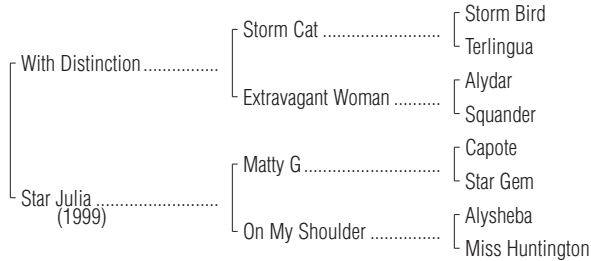 Storm Bird
Storm Cat ..............................
Terlingua
With Distinction ...................
Alydar
Extravagant Woman ............
Squander
Capote
Matty G ..................................
Star Gem
Star Julia ...............................
(1999)
Alysheba
On My Shoulder ..................
Miss Huntington